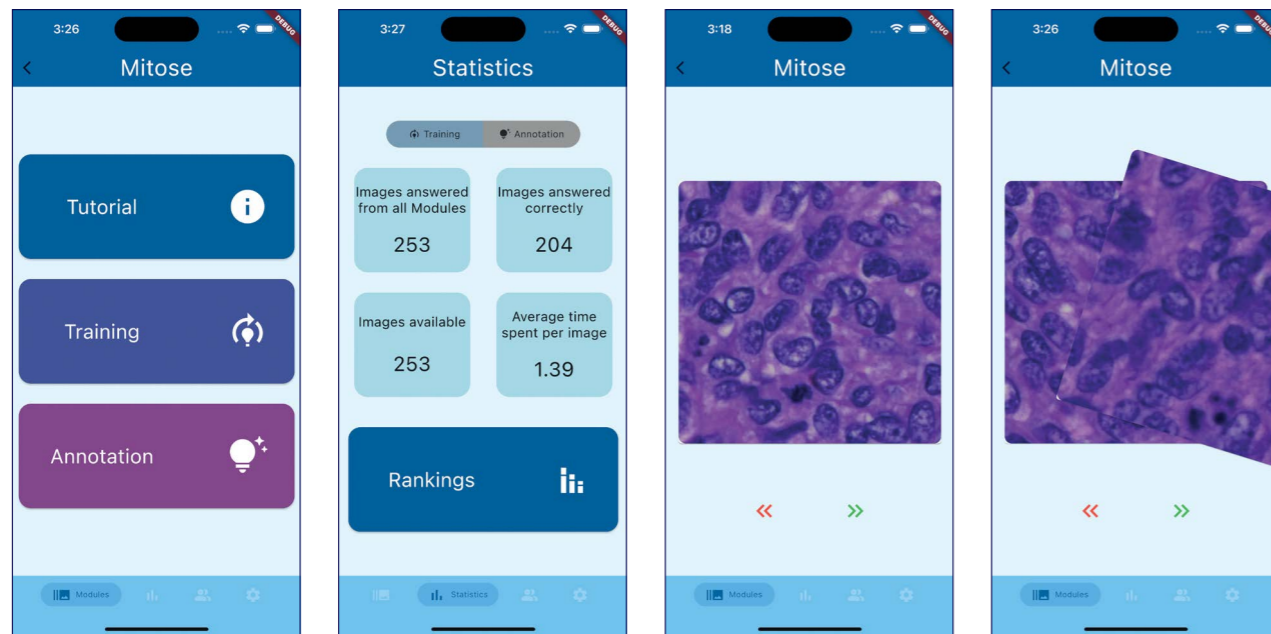 3:26
DEBUG
Mitose
Tutorial
Training
Annotation
Modules
3:27
DEBUG
Statistics
Training
Annotation
Images answered
from all Modules
253
Images answered
correctly
204
Images available
253
Average time
spent per image
1.39
Rankings
Statistics
3:18
DEBUG
Mitose
Modules
3:26
DEBUG
Mitose
Modules